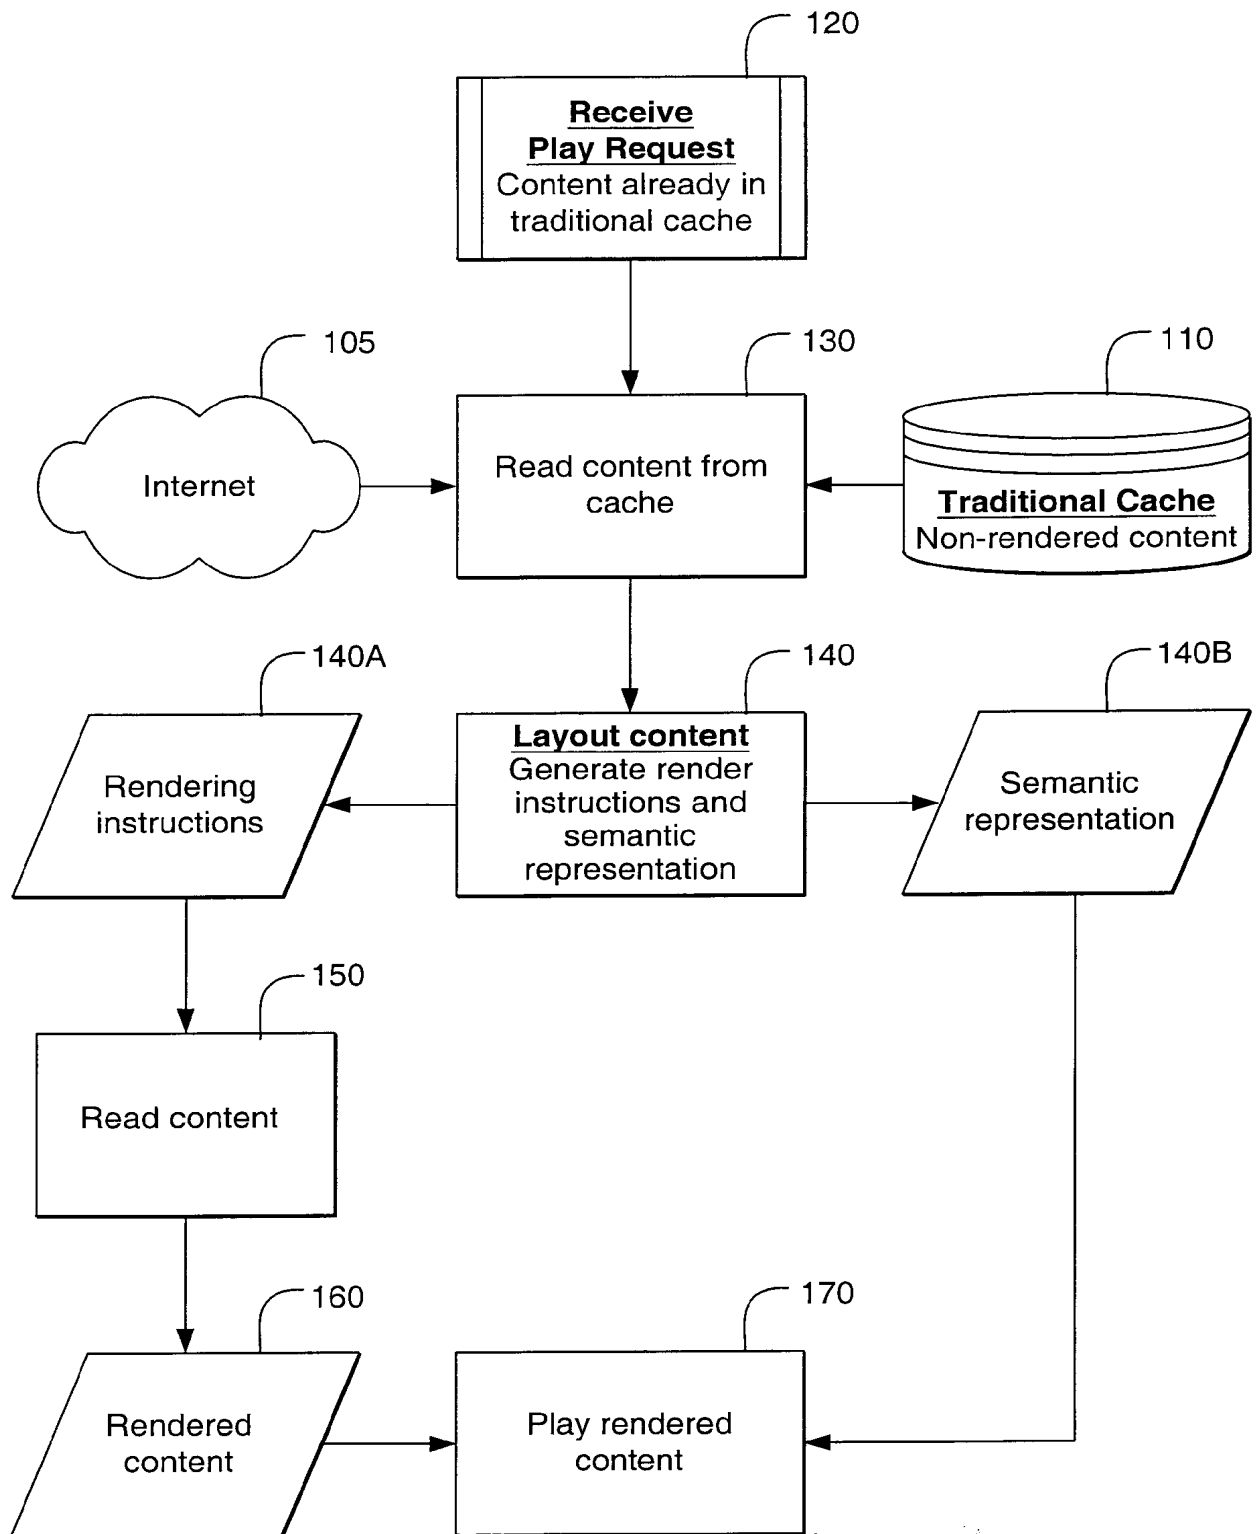 120
Receive
Play Request
Content already in
traditional cache
105
130
110
Internet
Read content from
cache
Traditional Cache
Non-rendered content
140A
140
140B
Rendering
instructions
Layout content
Generate render
instructions and
semantic
representation
Semantic
representation
150
Read content
160
170
Rendered
content
Play rendered
content